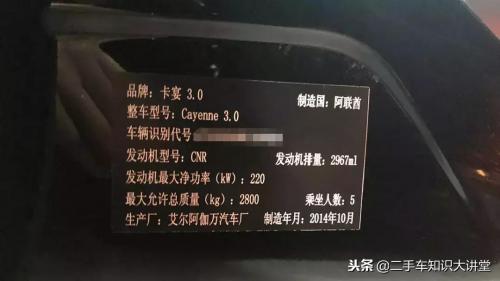 品牌：卡宴 3.0 制造国：阿联酋
整车型号：Cayenne 3.0
车辆识别代号
发动机型号：CNR 发动机排量：2967ml
发动机最大净功率（kW）：220
最大允许总质量（kg）：2800 乘坐人数：5
生产厂：艾尔阿伽万汽车厂 制造年月：2014年10月
头条 @二手车知识大讲堂